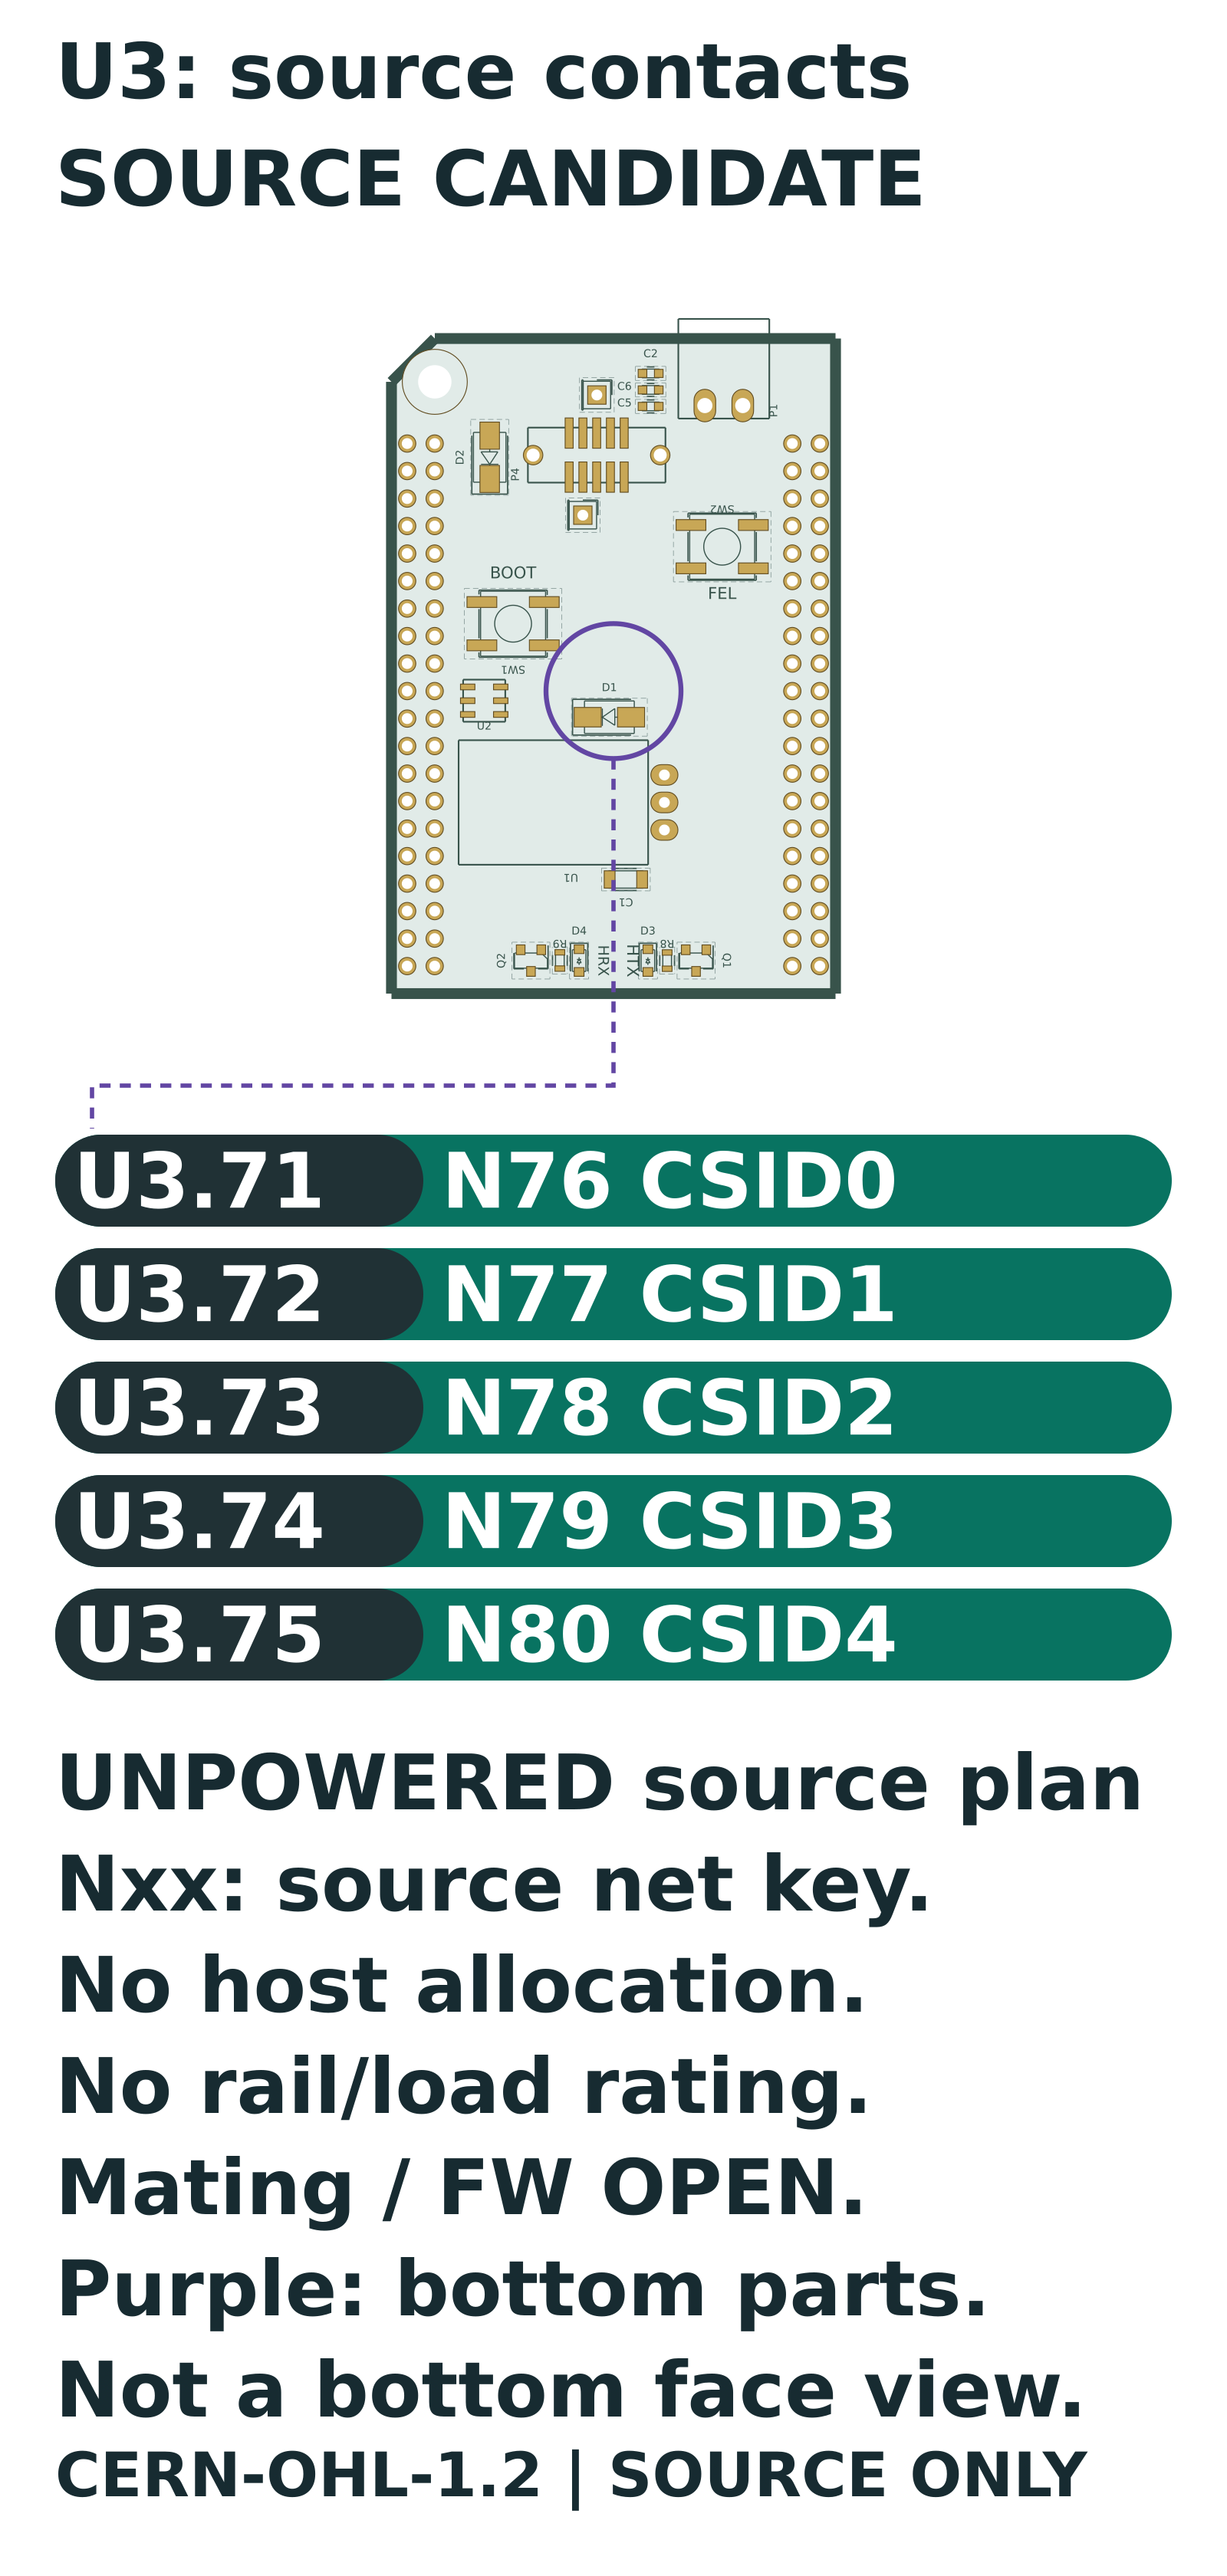 U3: source contacts
SOURCE CANDIDATE
C2
C6
C5
P1
D2
P4
SW2
BOOT
FEL
SW1
D1
U2
U1
C1
D4
D3
Q2
R9
HRX
HTX
R8
Q1
U3.71 N76 CSID0
U3.72 N77 CSID1
U3.73 N78 CSID2
U3.74 N79 CSID3
U3.75 N80 CSID4
UNPOWERED source plan
Nxx: source net key.
No host allocation.
No rail/load rating.
Mating / FW OPEN.
Purple: bottom parts.
Not a bottom face view.
CERN-OHL-1.2 | SOURCE ONLY